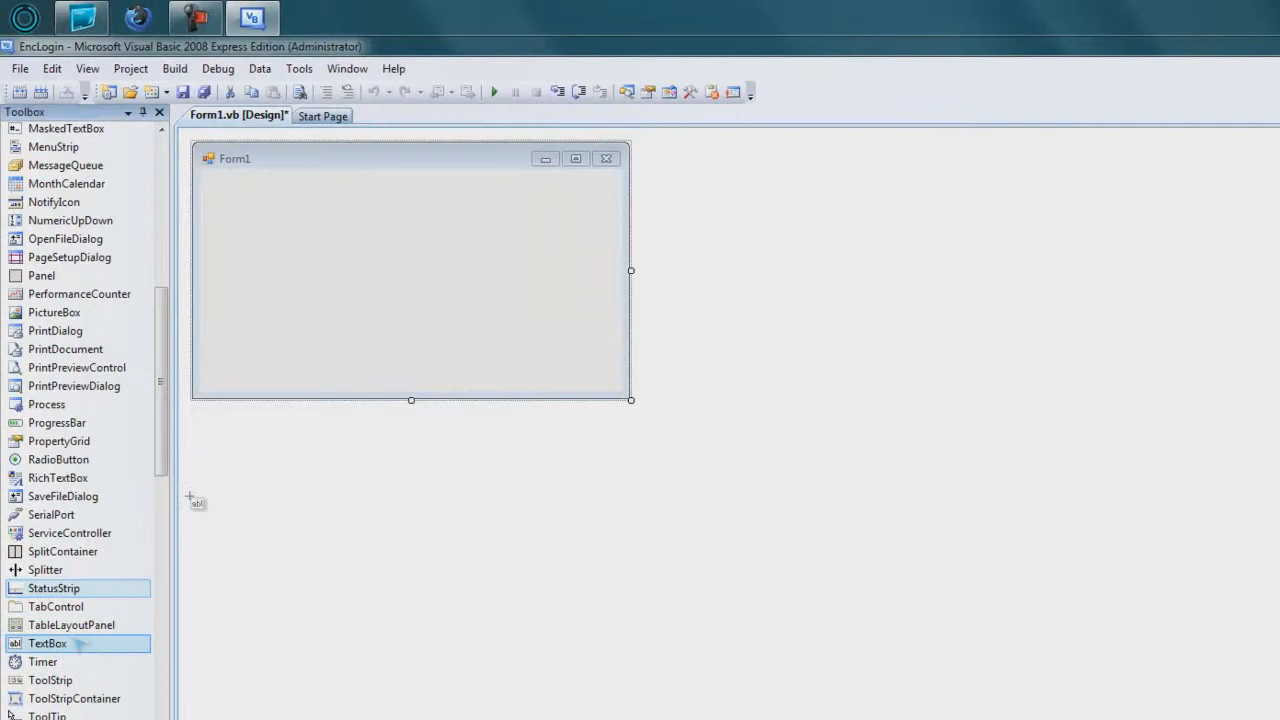 EncLogin - Microsoft Visual Basic 2008 Express Edition (Administrator)
File Edit View Project Build Debug Data Tools Window Help
Toolbox
Form1.vb [Design]* Start Page
MaskedTextBox
MenuStrip
MessageQueue
MonthCalendar
NotifyIcon
NumericUpDown
OpenFileDialog
PageSetupDialog
Panel
PerformanceCounter
PictureBox
PrintDialog
PrintDocument
PrintPreviewControl
PrintPreviewDialog
Process
ProgressBar
PropertyGrid
RadioButton
RichTextBox
SaveFileDialog
SerialPort
ServiceController
SplitContainer
Splitter
StatusStrip
TabControl
TableLayoutPanel
abl TextBox
Timer
ToolStrip
ToolStripContainer
ToolTip
Form1
abl